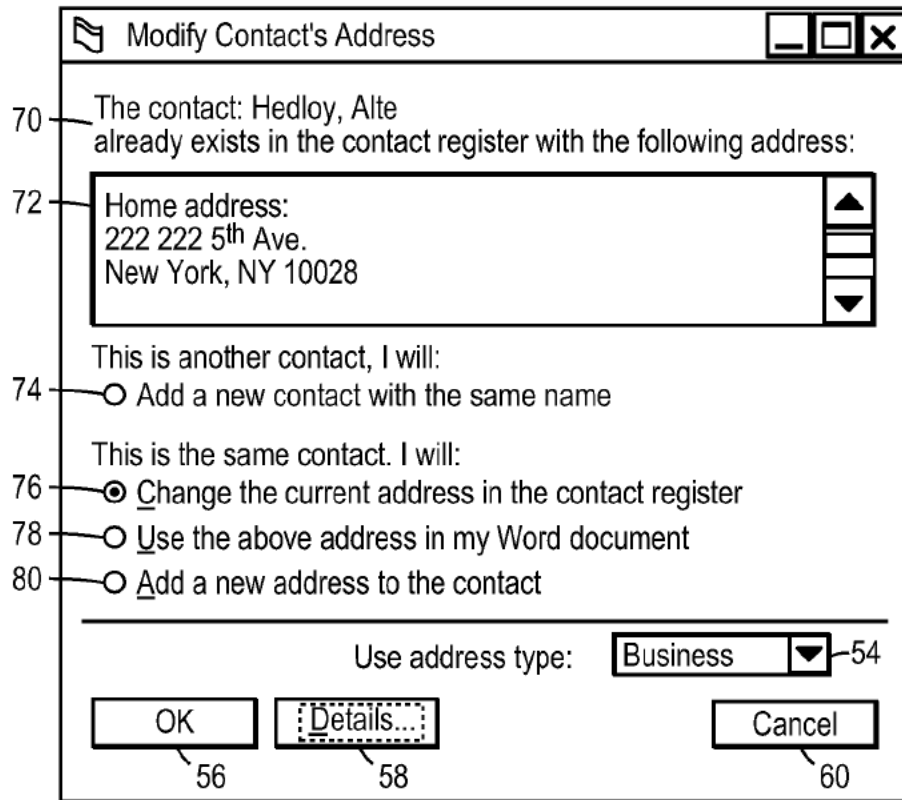 Modify Contact's Address
70 The contact: Hedloy, Alte
already exists in the contact register with the following address:
72 Home address:
222 222 5th Ave.
New York, NY 10028
This is another contact, I will:
74 Add a new contact with the same name
This is the same contact. I will:
76 Change the current address in the contact register
78 Use the above address in my Word document
80 Add a new address to the contact
Use address type: Business 54
OK Details... Cancel
56 58 60